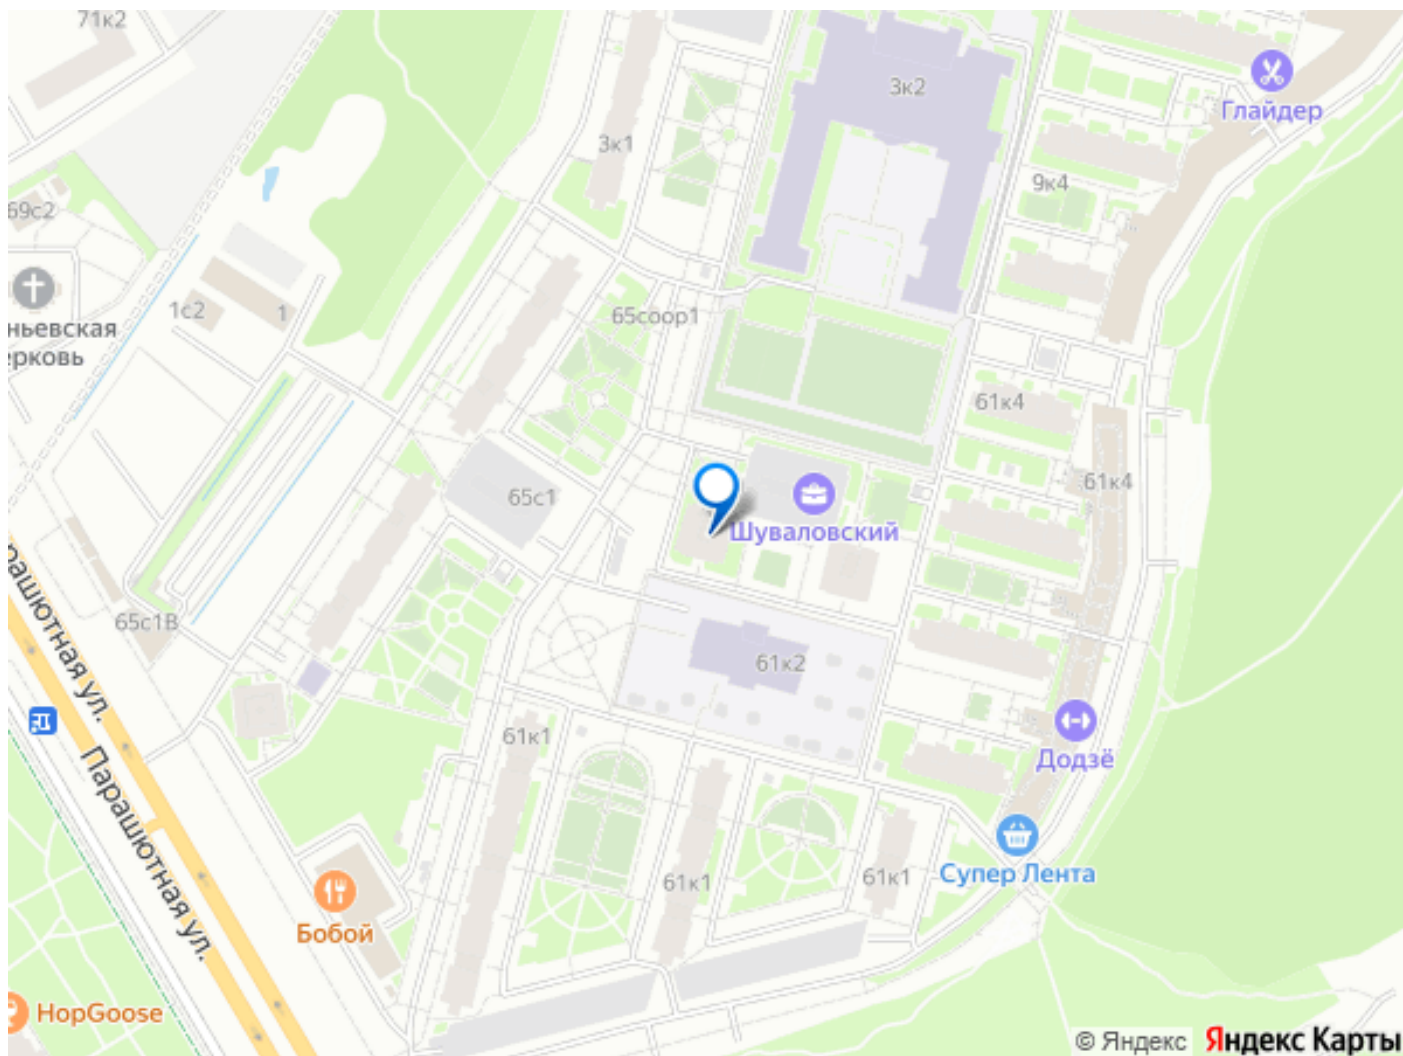 71к2
3к2
Глайдер
3к1
9к4
69с2
1с2
1
65соор1
ньевская
ерковь
61к4
61к4
65с1
Шуваловский
65с1В
61к2
рашютная ул.
61к1
Додзё
Парашютная ул.
Супер Лента
61к1
61к1
Бобой
HopGoose
© Яндекс Яндекс Карты